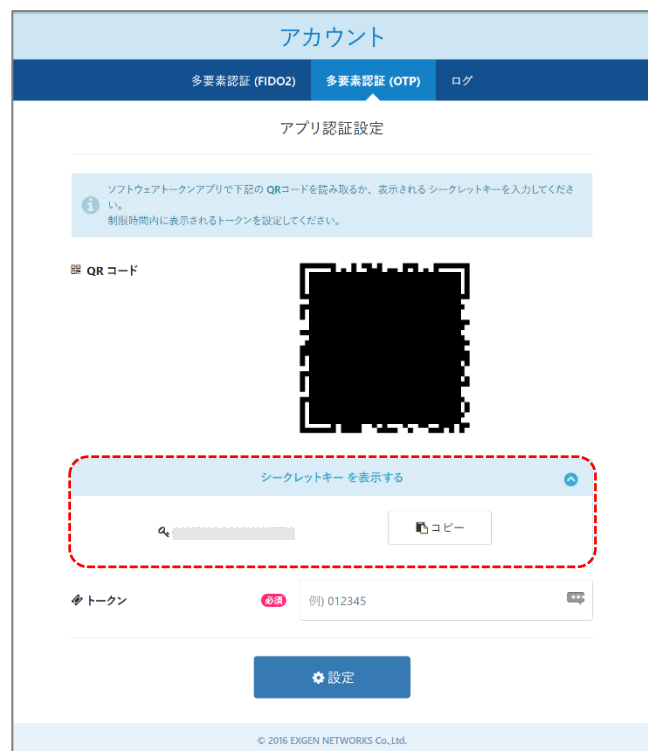 アカウント
多要素認証 (FIDO2) 多要素認証 (OTP) ログ
アプリ認証設定
ソフトウェアトークンアプリで下記の QRコードを読み取るか、表示される シークレットキーを入力してくださ
い。
制限時間内に表示されるトークンを設定してください。
QR コード
シークレットキー を表示する
コピー
トークン 必須 例) 012345
設定
© 2016 EXGEN NETWORKS Co.,Ltd.